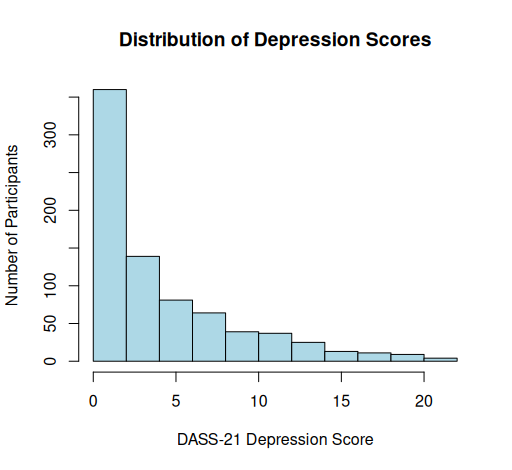 Distribution of Depression Scores
Number of Participants
300
200
100
50
0
0 5 10 15 20
DASS-21 Depression Score